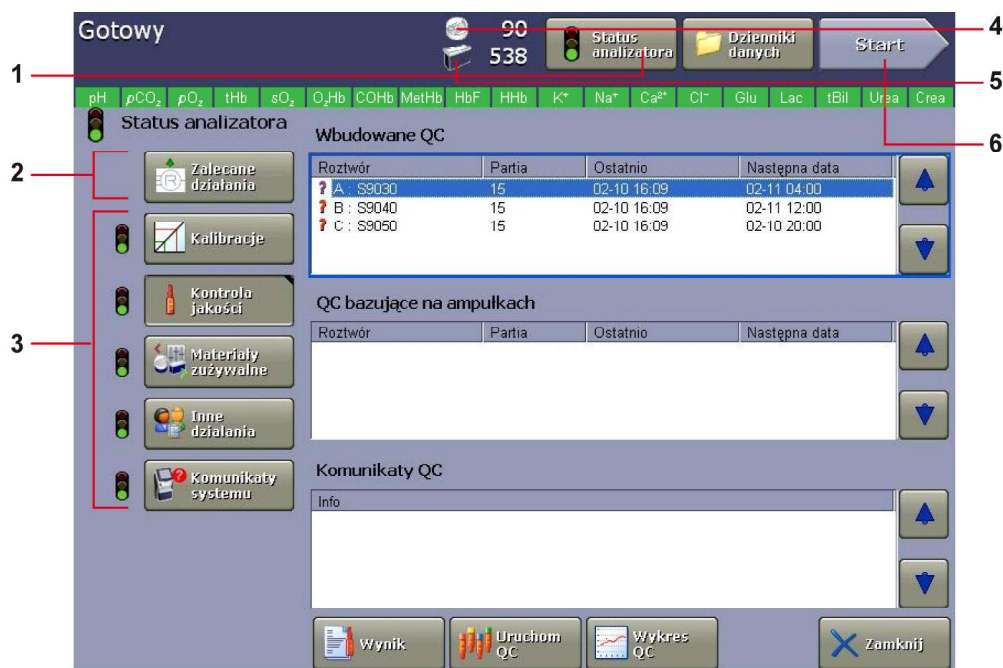 Gotowy
90
538
Status analizatora
Dzienniki danych
Start
4
1
5
pH pCO₂ pO₂ tHb sO₂ O₂Hb COHb MetHb HbF HHb K⁺ Na⁺ Ca²⁺ Cl⁻ Glu Lac tBil Urea Crea
6
Status analizatora
2
Zalecane działania
3
Kalibracje
Kontrola jakości
Materiały zużywalne
Inne działania
Komunikaty systemu
Wbudowane QC
Roztwór Partia Ostatnio Następna data
? A : S9030 15 02-10 16:09 02-11 04:00
? B : S9040 15 02-10 16:09 02-11 12:00
? C : S9050 15 02-10 16:09 02-10 20:00
QC bazujące na ampułkach
Roztwór Partia Ostatnio Następna data
Komunikaty QC
Info
Wynik
Uruchom QC
Wykres QC
Zamknij